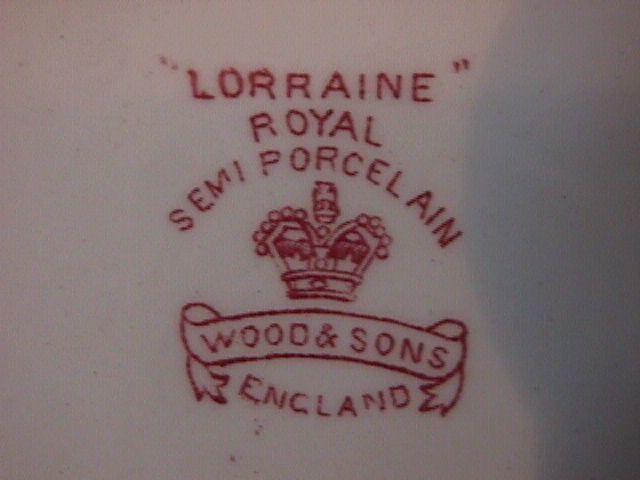 "LORRAINE"
ROYAL
SEMI PORCELAIN
WOOD & SONS
ENGLAND